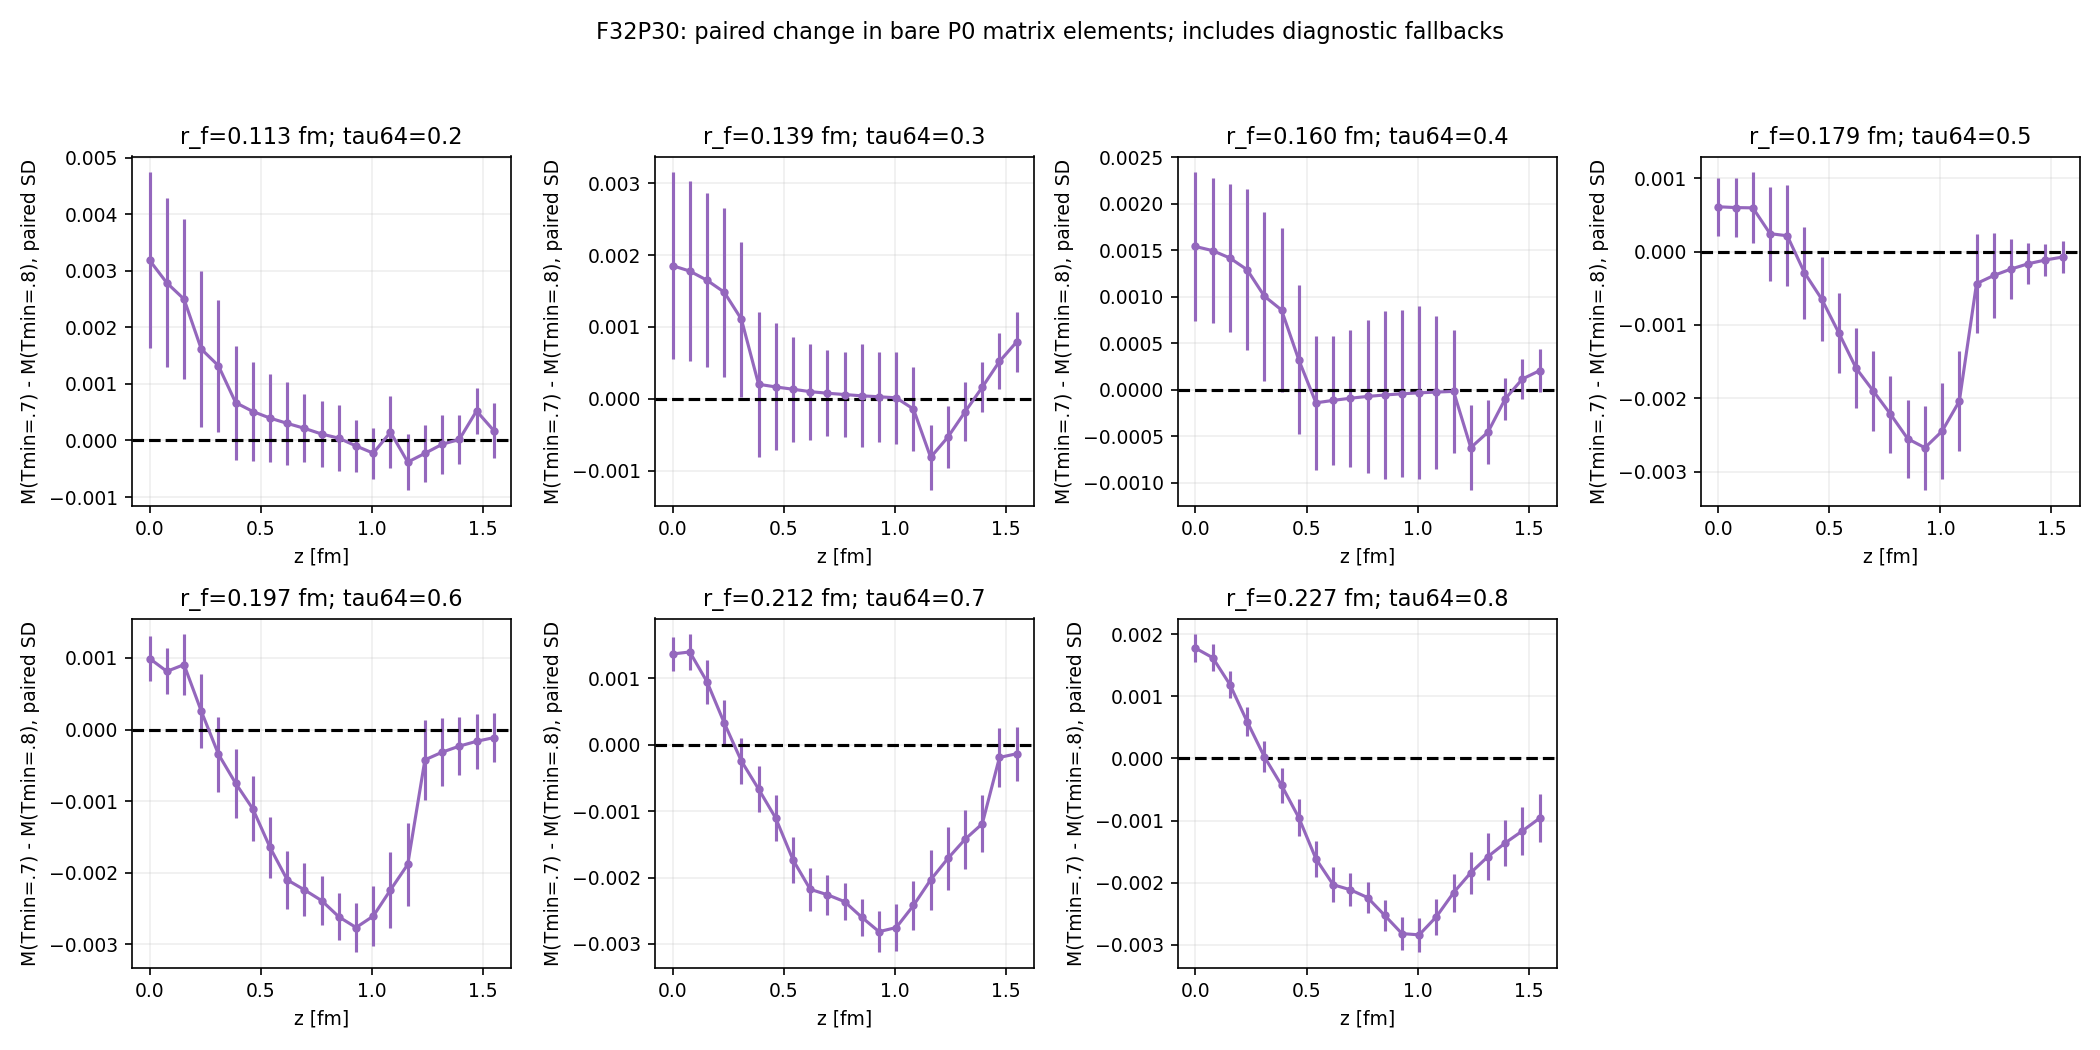 F32P30: paired change in bare P0 matrix elements; includes diagnostic fallbacks
r_f=0.113 fm; tau64=0.2
M(Tmin=.7) - M(Tmin=.8), paired SD
0.005
0.004
0.003
0.002
0.001
0.000
−0.001
0.0 0.5 1.0 1.5
z [fm]
r_f=0.139 fm; tau64=0.3
M(Tmin=.7) - M(Tmin=.8), paired SD
0.003
0.002
0.001
0.000
−0.001
0.0 0.5 1.0 1.5
z [fm]
r_f=0.160 fm; tau64=0.4
M(Tmin=.7) - M(Tmin=.8), paired SD
0.0025
0.0020
0.0015
0.0010
0.0005
0.0000
−0.0005
−0.0010
0.0 0.5 1.0 1.5
z [fm]
r_f=0.179 fm; tau64=0.5
M(Tmin=.7) - M(Tmin=.8), paired SD
0.001
0.000
−0.001
−0.002
−0.003
0.0 0.5 1.0 1.5
z [fm]
r_f=0.197 fm; tau64=0.6
M(Tmin=.7) - M(Tmin=.8), paired SD
0.001
0.000
−0.001
−0.002
−0.003
0.0 0.5 1.0 1.5
z [fm]
r_f=0.212 fm; tau64=0.7
M(Tmin=.7) - M(Tmin=.8), paired SD
0.001
0.000
−0.001
−0.002
−0.003
0.0 0.5 1.0 1.5
z [fm]
r_f=0.227 fm; tau64=0.8
M(Tmin=.7) - M(Tmin=.8), paired SD
0.002
0.001
0.000
−0.001
−0.002
−0.003
0.0 0.5 1.0 1.5
z [fm]